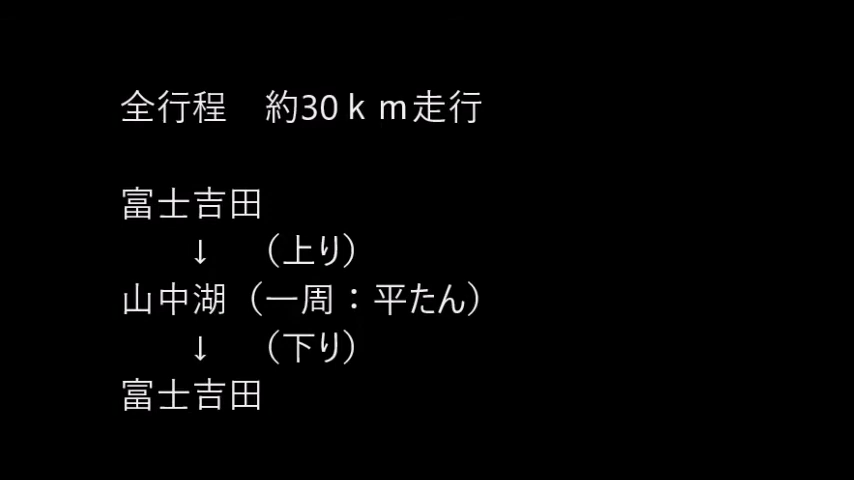 全行程　約30ｋｍ走行
富士吉田
↓　（上り）
山中湖（一周：平たん）
↓　（下り）
富士吉田